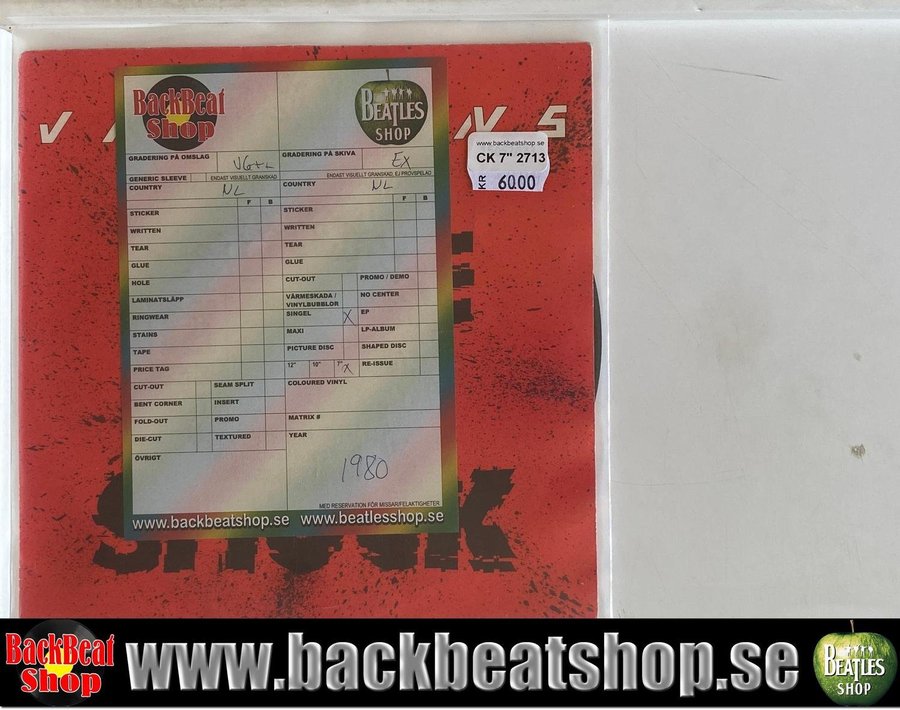 BackBeat
Shop
BEATLES
SHOP
GRADERING PÅ OMSLAG
VG++
GRADERING PÅ SKIVA
EX
GENERIC SLEEVE
ENDAST VISUELLT GRANSKAD
ENDAST VISUELLT GRANSKAD, EJ PROVSPELAD
COUNTRY
NL
COUNTRY
NL
F B
F B
STICKER
STICKER
WRITTEN
WRITTEN
TEAR
TEAR
GLUE
GLUE
HOLE
CUT-OUT
PROMO / DEMO
LAMINATSLÄPP
VÄRMESKADA /
VINYLBUBBLOR
NO CENTER
RINGWEAR
SINGEL X
EP
STAINS
MAXI
LP-ALBUM
TAPE
PICTURE DISC
SHAPED DISC
PRICE TAG
12" 10" 7" X
RE-ISSUE
CUT-OUT
SEAM SPLIT
COLOURED VINYL
BENT CORNER
INSERT
FOLD-OUT
PROMO
MATRIX #
DIE-CUT
TEXTURED
YEAR
ÖVRIGT
1980
MED RESERVATION FÖR MISSAR/FELAKTIGHETER.
www.backbeatshop.se www.beatlesshop.se
www.backbeatshop.se
CK 7" 2713
KR 6000
BackBeat
Shop
www.backbeatshop.se
BEATLES
SHOP